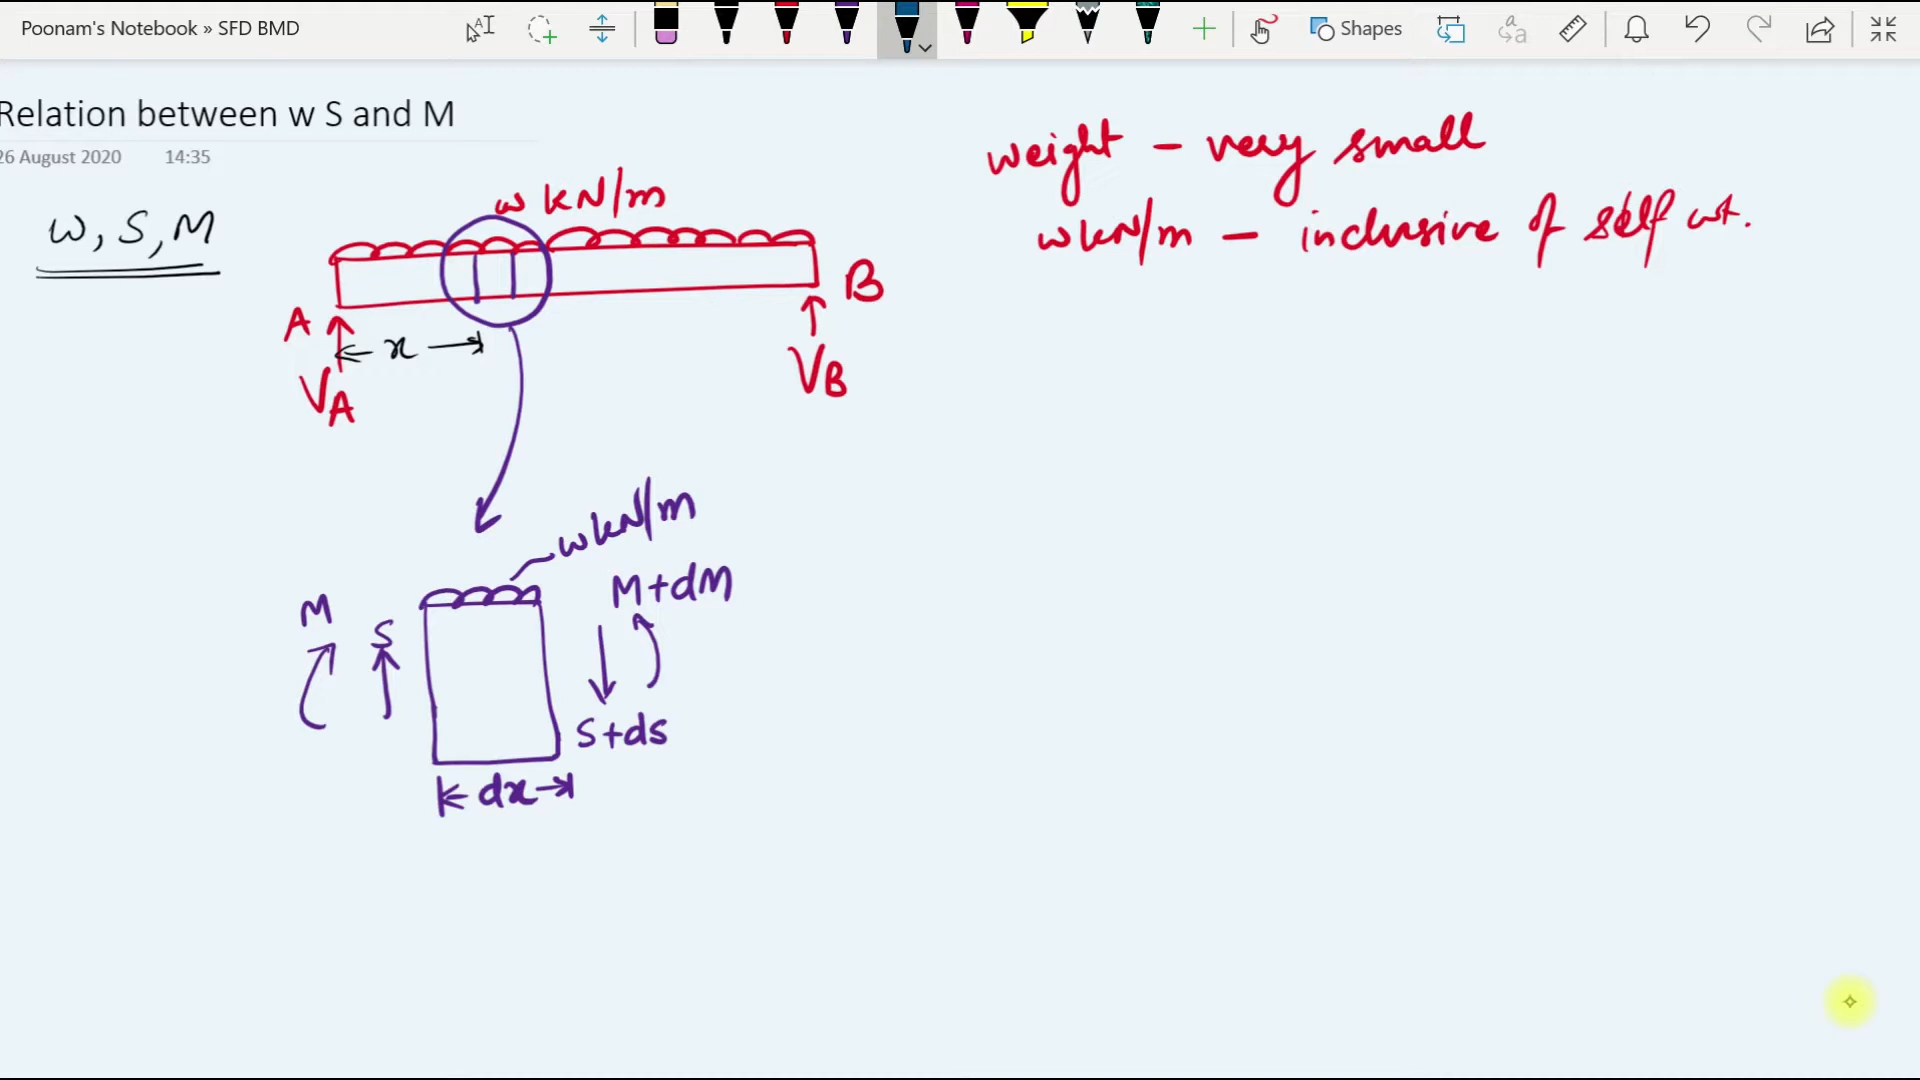 Poonam's Notebook » SFD BMD
Shapes
Relation between w S and M
26 August 2020 14:35
w, S, M
w kN/m
A
B
x
VA
VB
weight - very small
w kN/m - inclusive of self wt.
w kN/m
M+dM
M
S
S+ds
dx